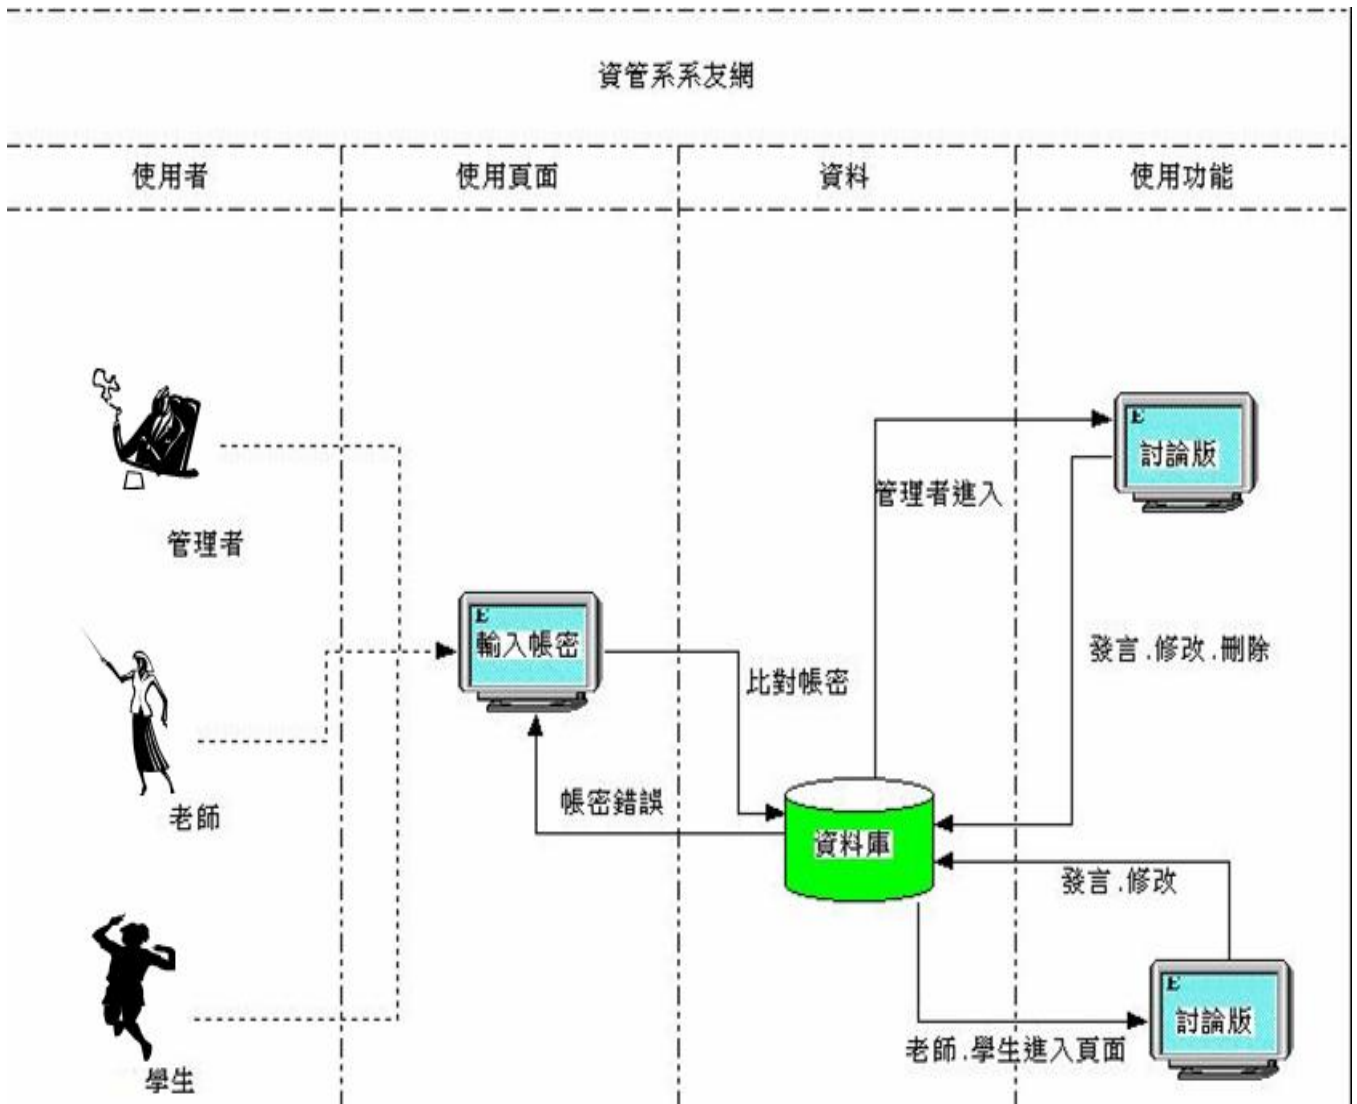 資管系系友網
使用者
使用頁面
資料
使用功能
E
討論版
管理者進入
管理者
E
輸入帳密
比對帳密
發言.修改.刪除
帳密錯誤
老師
資料庫
發言.修改
E
討論版
老師.學生進入頁面
學生